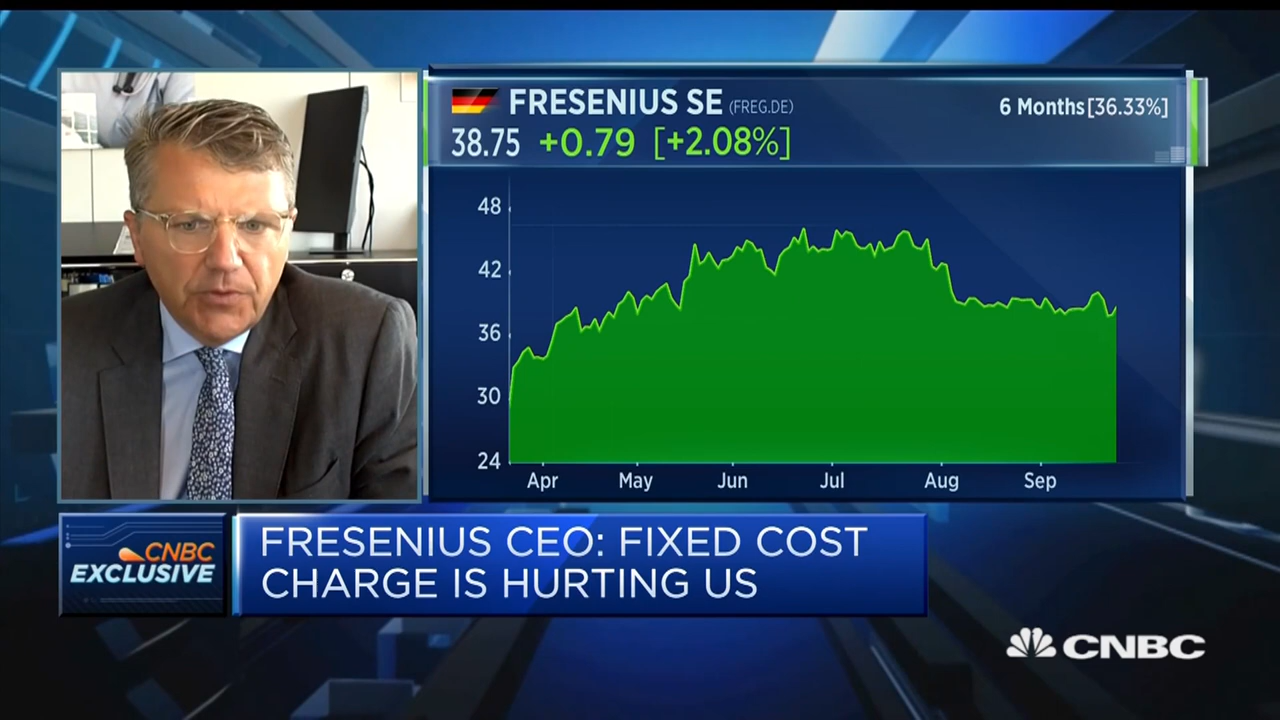 FRESENIUS SE (FREG.DE)
6 Months[36.33%]
38.75 +0.79 [+2.08%]
48
42
36
30
24
Apr May Jun Jul Aug Sep
CNBC
EXCLUSIVE
FRESENIUS CEO: FIXED COST
CHARGE IS HURTING US
CNBC